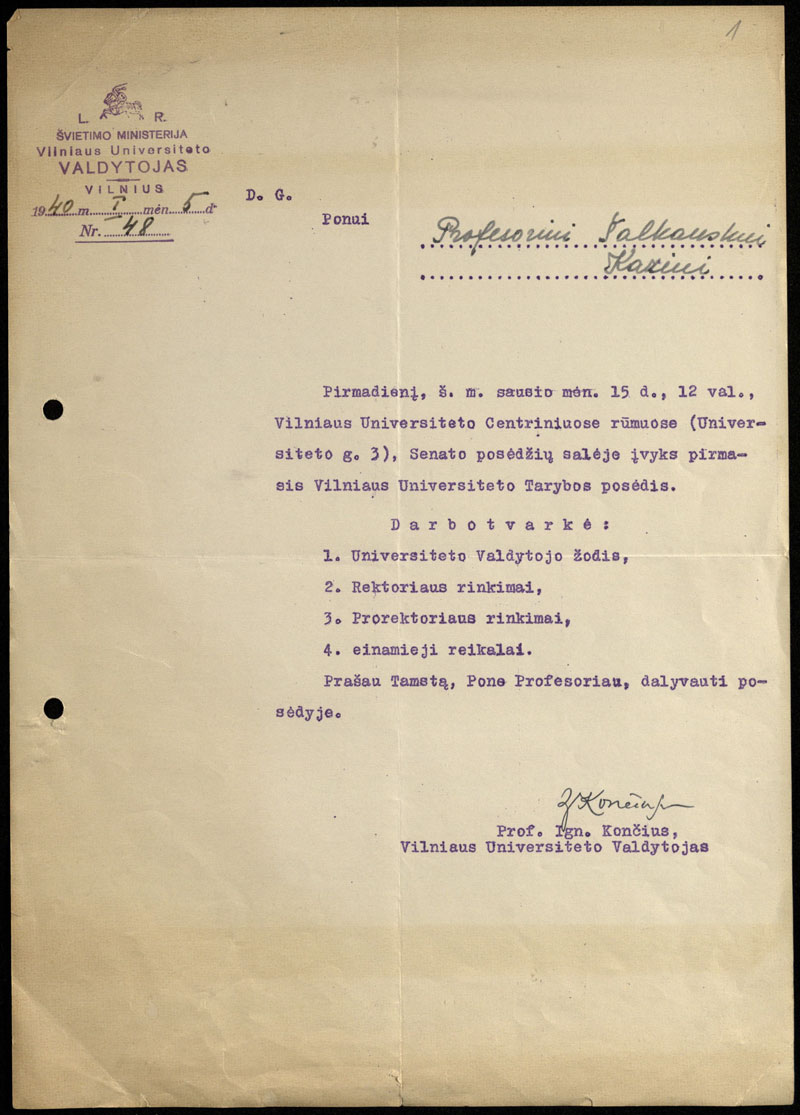 1
L. R.
ŠVIETIMO MINISTERIJA
Vilniaus Universiteto
VALDYTOJAS
VILNIUS
1940 m. I mėn. 5 d.
Nr. 48
D. G.
Ponui
Profesoriui Šalkauskiui
Kaziui
Pirmadienį, š. m. sausio mėn. 15 d., 12 val.,
Vilniaus Universiteto Centriniuose rūmuose (Univer-
siteto g. 3), Senato posėdžių salėje įvyks pirma-
sis Vilniaus Universiteto Tarybos posėdis.
Darbotvarkė:
1. Universiteto Valdytojo žodis,
2. Rektoriaus rinkimai,
3. Prorektoriaus rinkimai,
4. einamieji reikalai.
Prašau Tamstą, Pone Profesoriau, dalyvauti po-
sėdyje.
IKončius
Prof. Ign. Končius,
Vilniaus Universiteto Valdytojas